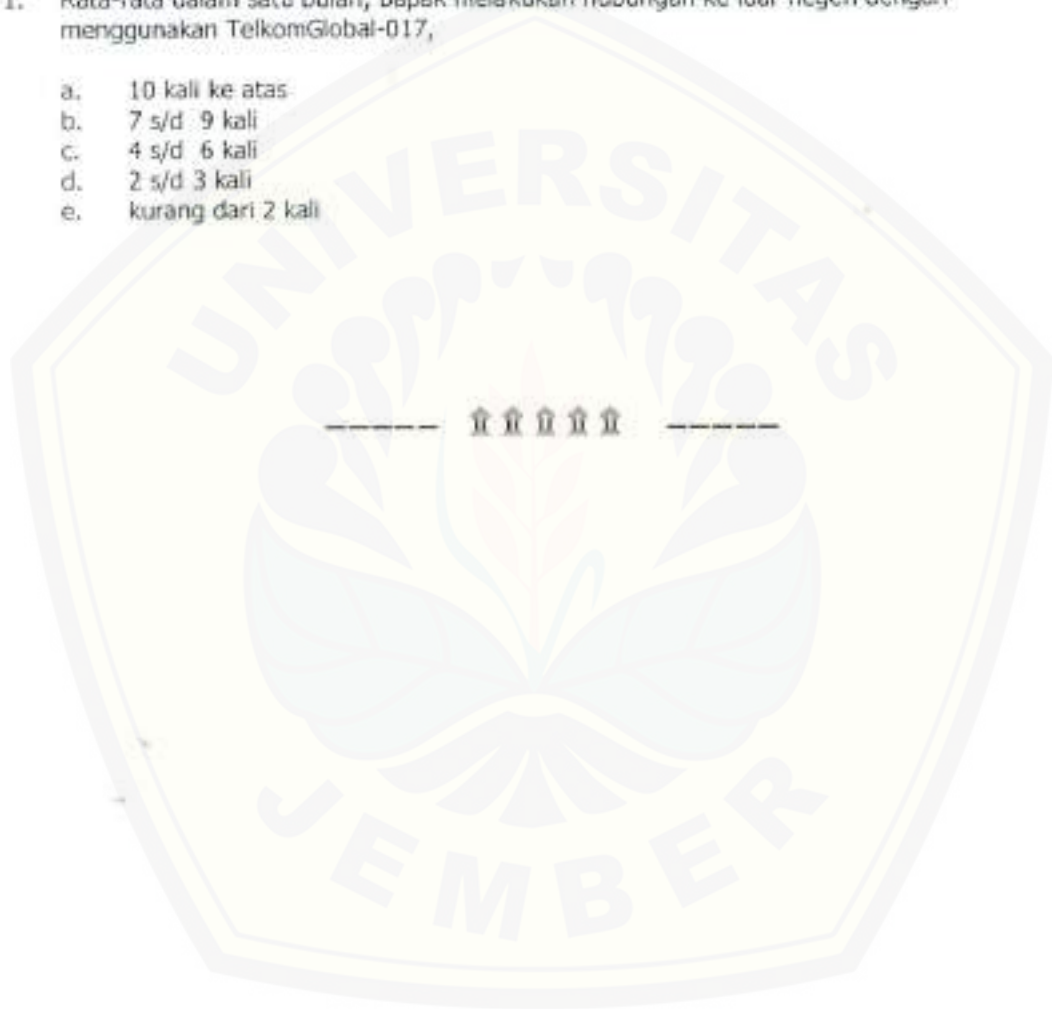 1. Rata-rata dalam satu bulan, Bapak melakukan hubungan ke luar negeri dengan
menggunakan TelkomGlobal-017,
a. 10 kali ke atas
b. 7 s/d 9 kali
c. 4 s/d 6 kali
d. 2 s/d 3 kali
e. kurang dari 2 kali
UNIVERSITAS
JEMBER